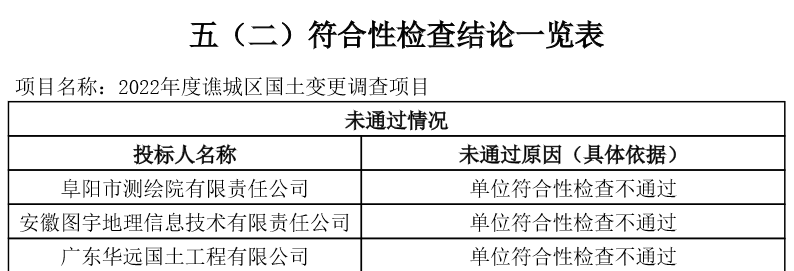 五（二）符合性检查结论一览表
项目名称：2022年度谯城区国土变更调查项目
未通过情况
投标人名称 未通过原因（具体依据）
阜阳市测绘院有限责任公司 单位符合性检查不通过
安徽图宇地理信息技术有限责任公司 单位符合性检查不通过
广东华远国土工程有限公司 单位符合性检查不通过